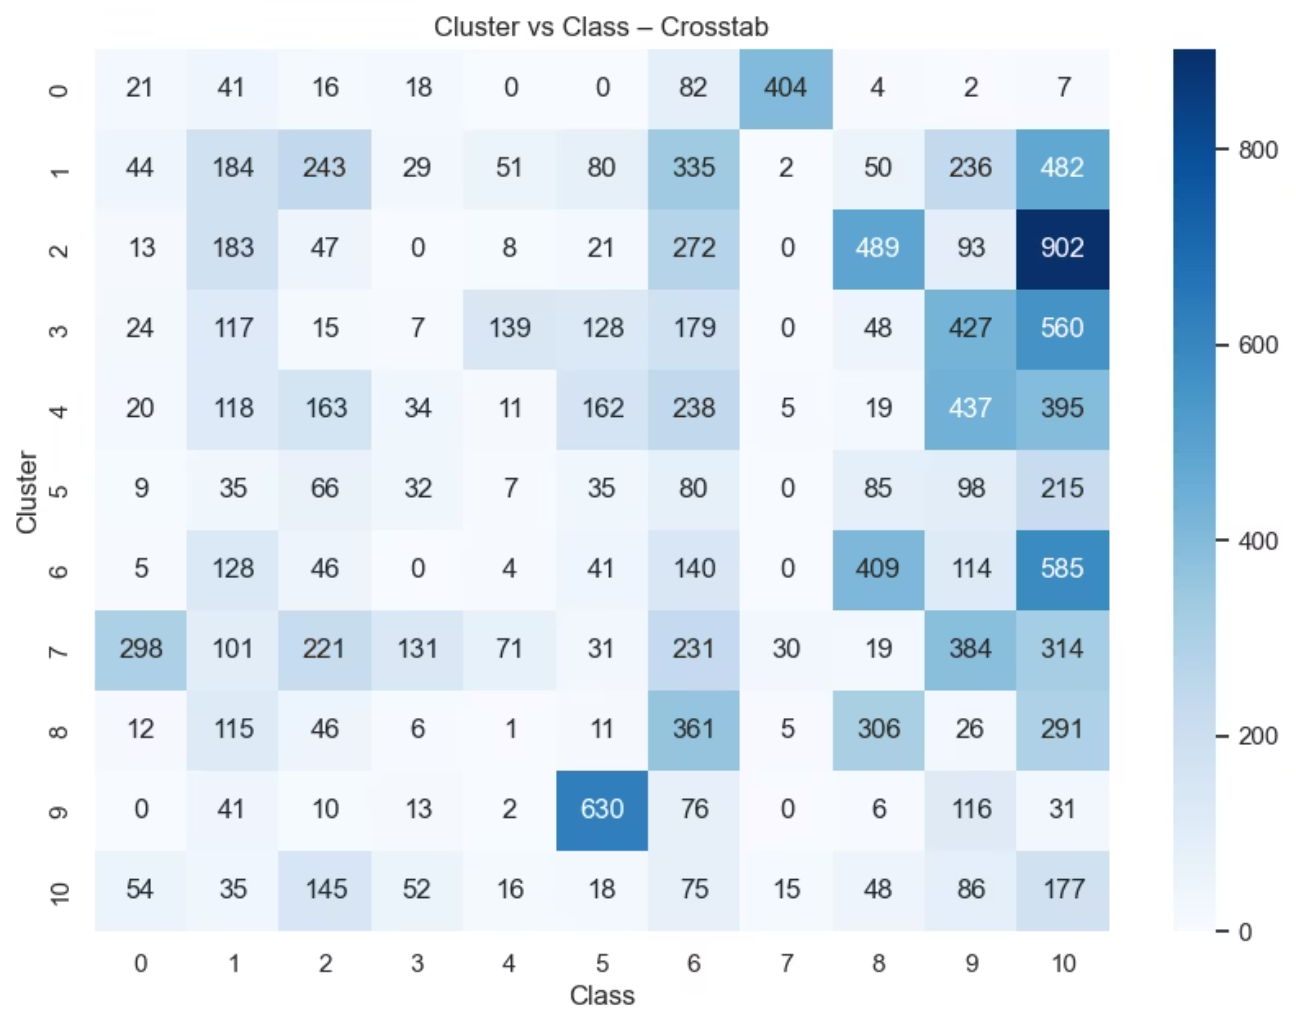 Cluster vs Class – Crosstab
0 21 41 16 18 0 0 82 404 4 2 7
1 44 184 243 29 51 80 335 2 50 236 482
2 13 183 47 0 8 21 272 0 489 93 902
3 24 117 15 7 139 128 179 0 48 427 560
4 20 118 163 34 11 162 238 5 19 437 395
5 9 35 66 32 7 35 80 0 85 98 215
6 5 128 46 0 4 41 140 0 409 114 585
7 298 101 221 131 71 31 231 30 19 384 314
8 12 115 46 6 1 11 361 5 306 26 291
9 0 41 10 13 2 630 76 0 6 116 31
10 54 35 145 52 16 18 75 15 48 86 177
0 1 2 3 4 5 6 7 8 9 10
Class
Cluster
800
600
400
200
0